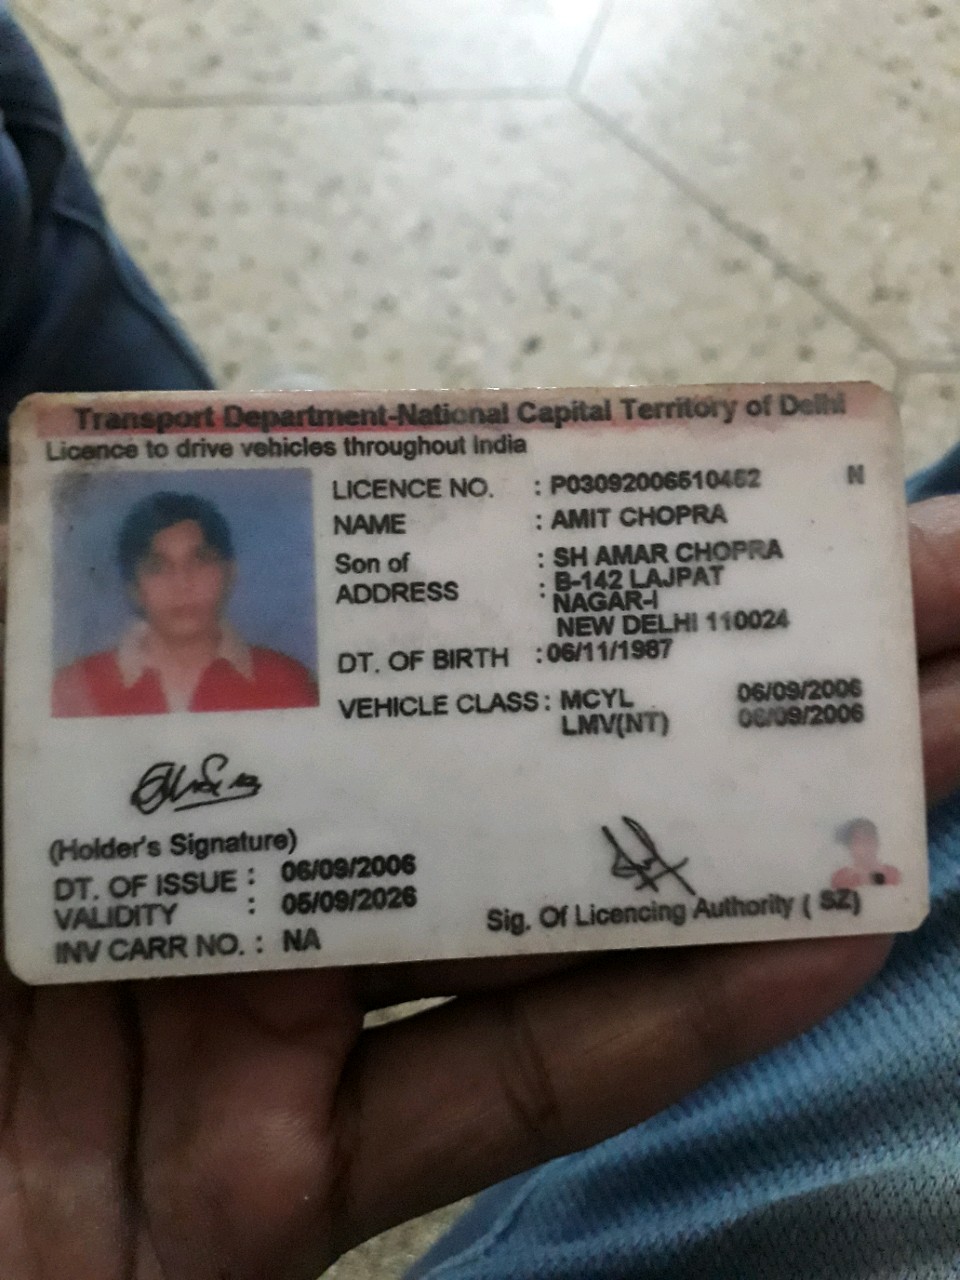 Transport Department-National Capital Territory of Delhi
Licence to drive vehicles throughout India
LICENCE NO. : P03092006510452 N
NAME : AMIT CHOPRA
Son of : SH AMAR CHOPRA
ADDRESS : B-142 LAJPAT
NAGAR-I
NEW DELHI 110024
DT. OF BIRTH : 06/11/1987
VEHICLE CLASS : MCYL 06/09/2006
LMV(NT) 06/09/2006
(Holder's Signature)
DT. OF ISSUE : 06/09/2006
VALIDITY : 05/09/2026
INV CARR NO. : NA
Sig. Of Licencing Authority ( SZ)